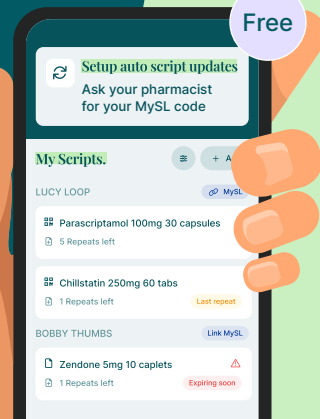 Free
Setup auto script updates
Ask your pharmacist
for your MySL code
My Scripts.
LUCY LOOP
MySL
Parascriptamol 100mg 30 capsules
5 Repeats left
Chillstatin 250mg 60 tabs
1 Repeats left
Last repeat
BOBBY THUMBS
Link MySL
Zendone 5mg 10 caplets
1 Repeats left
Expiring soon